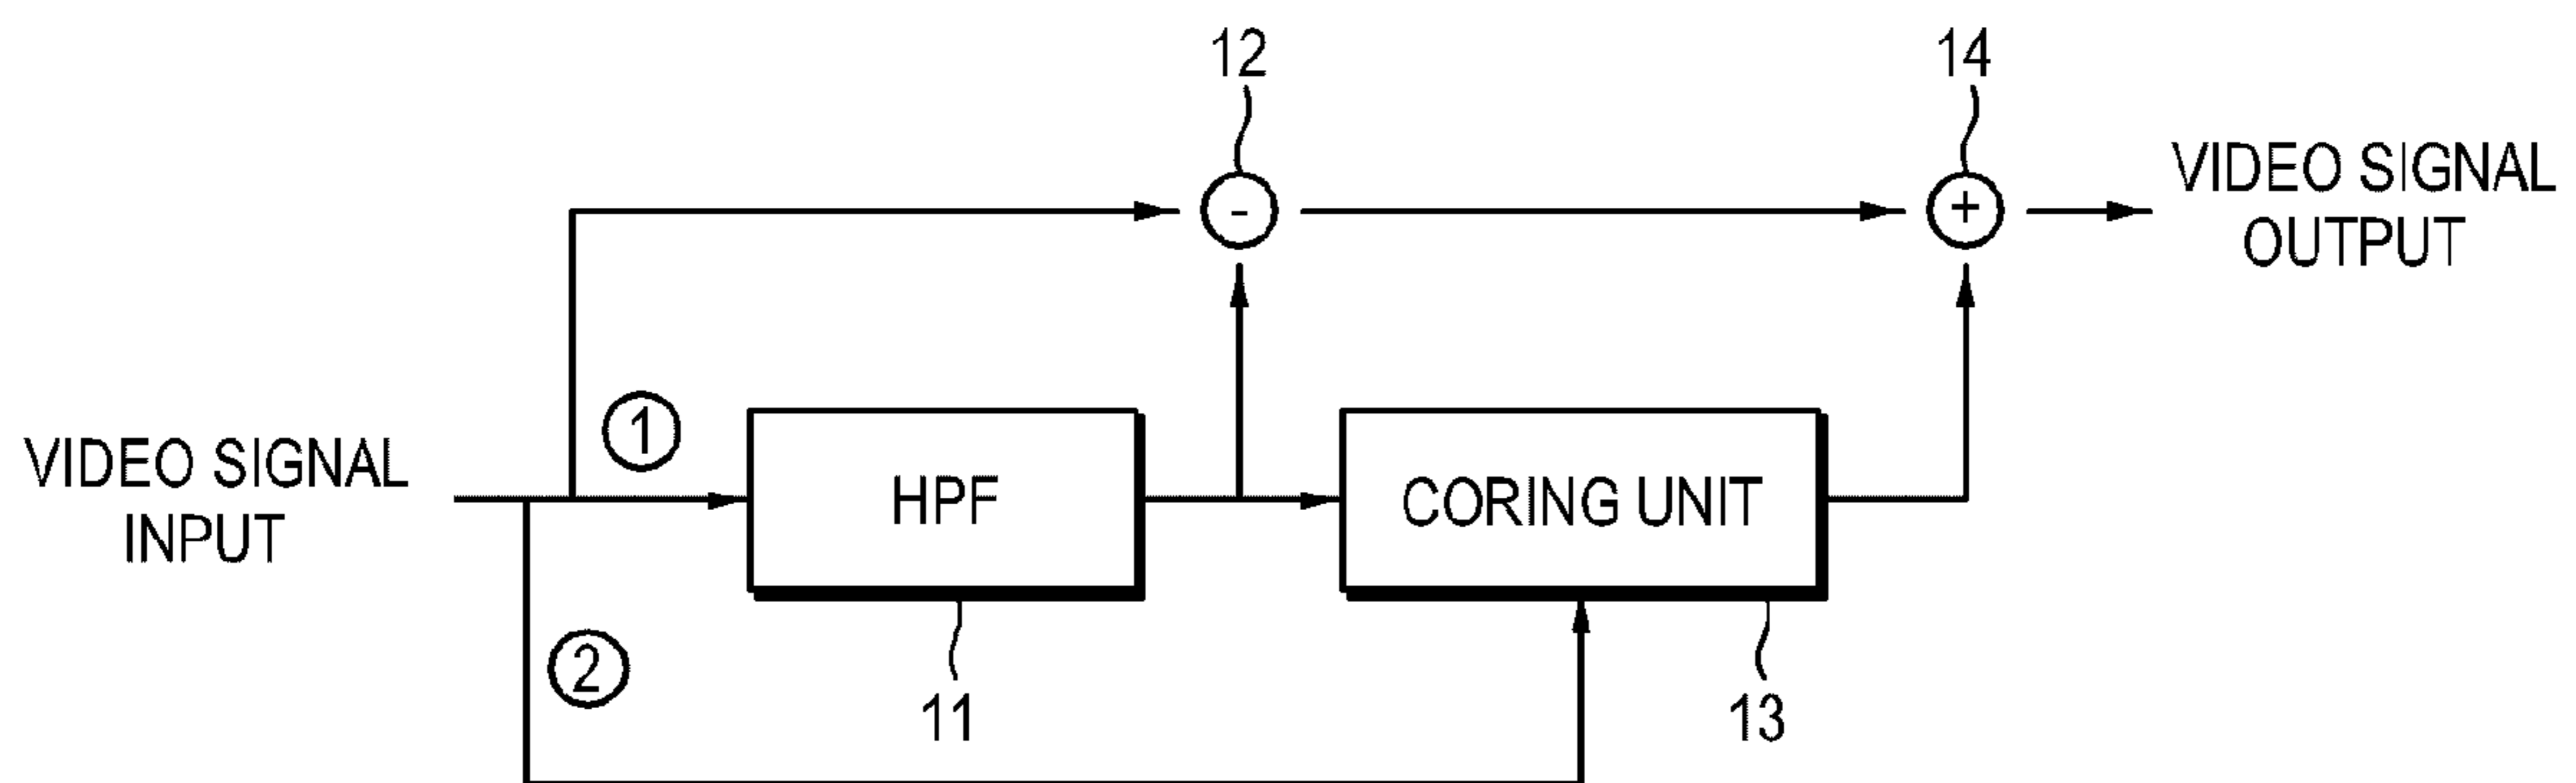 12
14
VIDEO SIGNAL
OUTPUT
-
+
1
VIDEO SIGNAL
INPUT
HPF
CORING UNIT
2
11
13